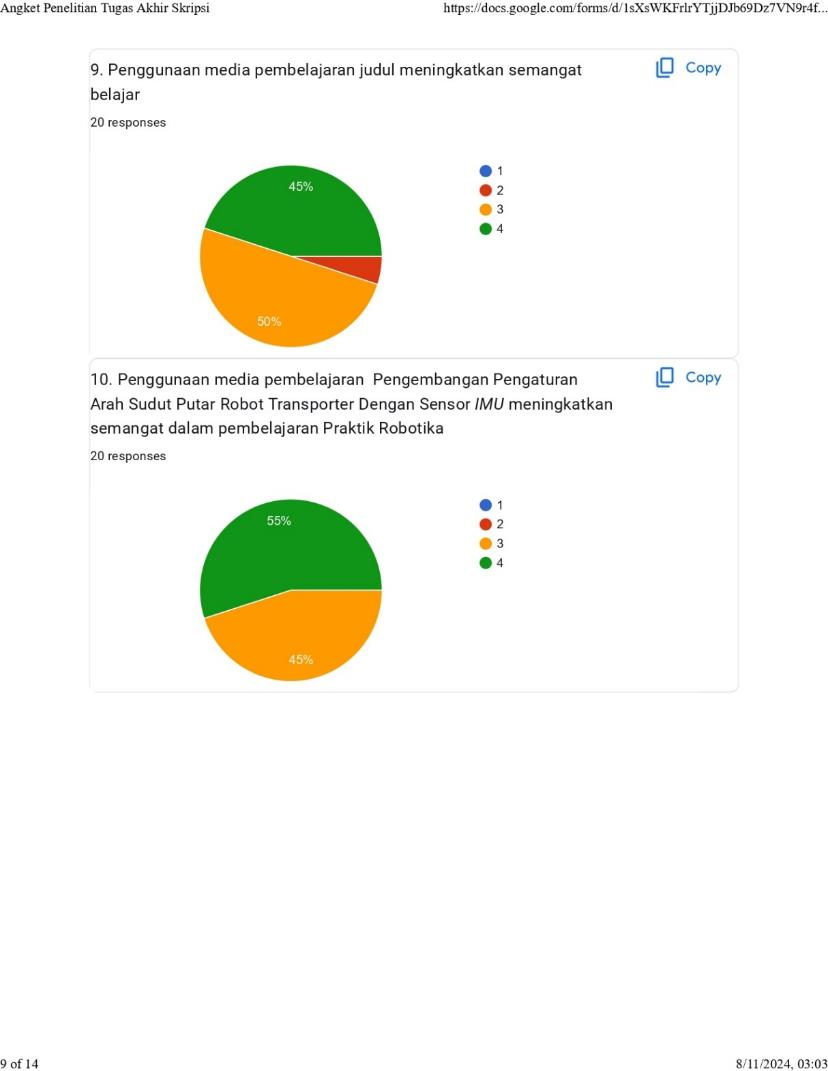 Angket Penelitian Tugas Akhir Skripsi https://docs.google.com/forms/d/1sXsWKFrlrYTjjDJb69Dz7VN9r4f...
9. Penggunaan media pembelajaran judul meningkatkan semangat
belajar
Copy
20 responses
45%
50%
1
2
3
4
10. Penggunaan media pembelajaran  Pengembangan Pengaturan
Arah Sudut Putar Robot Transporter Dengan Sensor IMU meningkatkan
semangat dalam pembelajaran Praktik Robotika
Copy
20 responses
55%
45%
1
2
3
4
9 of 14 8/11/2024, 03:03